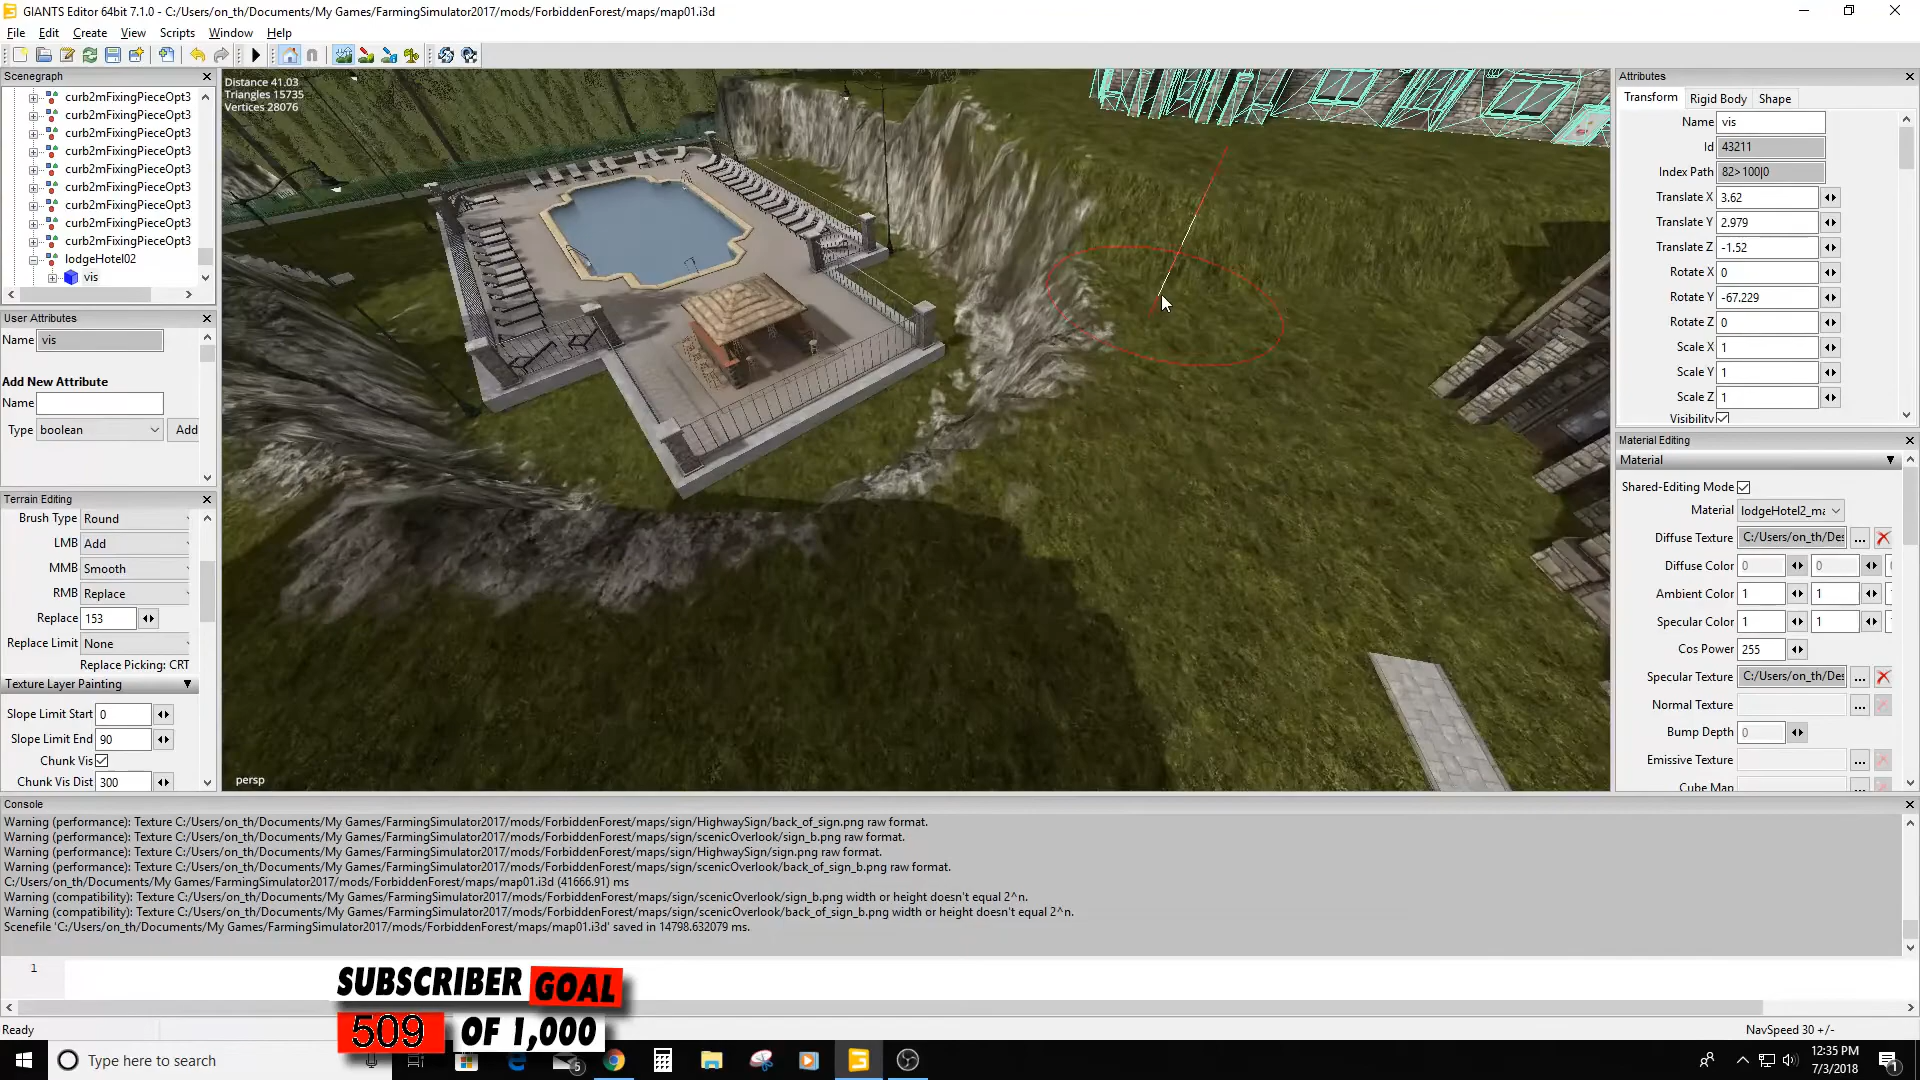 GIANTS Editor 64bit 7.1.0 - C:/Users/on_th/Documents/My Games/FarmingSimulator2017/mods/ForbiddenForest/maps/map01.i3d
File Edit Create View Scripts Window Help
Scenegraph
curb2mFixingPieceOpt3
curb2mFixingPieceOpt3
curb2mFixingPieceOpt3
curb2mFixingPieceOpt3
curb2mFixingPieceOpt3
curb2mFixingPieceOpt3
curb2mFixingPieceOpt3
curb2mFixingPieceOpt3
curb2mFixingPieceOpt3
lodgeHotel02
vis
User Attributes
Name vis
Add New Attribute
Name
Type boolean Add
Terrain Editing
Brush Type Round
LMB Add
MMB Smooth
RMB Replace
Replace 153
Replace Limit None
Replace Picking: CRT
Texture Layer Painting
Slope Limit Start 0
Slope Limit End 90
Chunk Vis
Chunk Vis Dist 300
Distance 41.03
Triangles 15735
Vertices 28076
persp
Attributes
Transform Rigid Body Shape
Name vis
Id 43211
Index Path 82>100|0
Translate X 3.62
Translate Y 2.979
Translate Z -1.52
Rotate X 0
Rotate Y -67.229
Rotate Z 0
Scale X 1
Scale Y 1
Scale Z 1
Visibility
Material Editing
Material
Shared-Editing Mode
Material lodgeHotel2_ma
Diffuse Texture C:/Users/on_th/Des ...
Diffuse Color 0 0
Ambient Color 1 1
Specular Color 1 1
Cos Power 255
Specular Texture C:/Users/on_th/Des ...
Normal Texture ...
Bump Depth 0
Emissive Texture ...
Cube Map
Console
Warning (performance): Texture C:/Users/on_th/Documents/My Games/FarmingSimulator2017/mods/ForbiddenForest/maps/sign/HighwaySign/back_of_sign.png raw format.
Warning (performance): Texture C:/Users/on_th/Documents/My Games/FarmingSimulator2017/mods/ForbiddenForest/maps/sign/scenicOverlook/sign_b.png raw format.
Warning (performance): Texture C:/Users/on_th/Documents/My Games/FarmingSimulator2017/mods/ForbiddenForest/maps/sign/HighwaySign/sign.png raw format.
Warning (performance): Texture C:/Users/on_th/Documents/My Games/FarmingSimulator2017/mods/ForbiddenForest/maps/sign/scenicOverlook/back_of_sign_b.png raw format.
C:/Users/on_th/Documents/My Games/FarmingSimulator2017/mods/ForbiddenForest/maps/map01.i3d (41666.91) ms
Warning (compatibility): Texture C:/Users/on_th/Documents/My Games/FarmingSimulator2017/mods/ForbiddenForest/maps/sign/scenicOverlook/sign_b.png width or height doesn't equal 2^n.
Warning (compatibility): Texture C:/Users/on_th/Documents/My Games/FarmingSimulator2017/mods/ForbiddenForest/maps/sign/scenicOverlook/back_of_sign_b.png width or height doesn't equal 2^n.
Scenefile 'C:/Users/on_th/Documents/My Games/FarmingSimulator2017/mods/ForbiddenForest/maps/map01.i3d' saved in 14798.632079 ms.
1
SUBSCRIBER GOAL
509 OF 1,000
Ready
NavSpeed 30 +/-
Type here to search
5
12:35 PM
7/3/2018
1